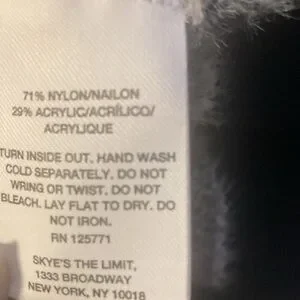 71% NYLON/NAILON
29% ACRYLIC/ACRÍLICO/
ACRYLIQUE
TURN INSIDE OUT. HAND WASH
COLD SEPARATELY. DO NOT
WRING OR TWIST. DO NOT
BLEACH. LAY FLAT TO DRY. DO
NOT IRON.
RN 125771
SKYE'S THE LIMIT,
1333 BROADWAY
NEW YORK, NY 10018